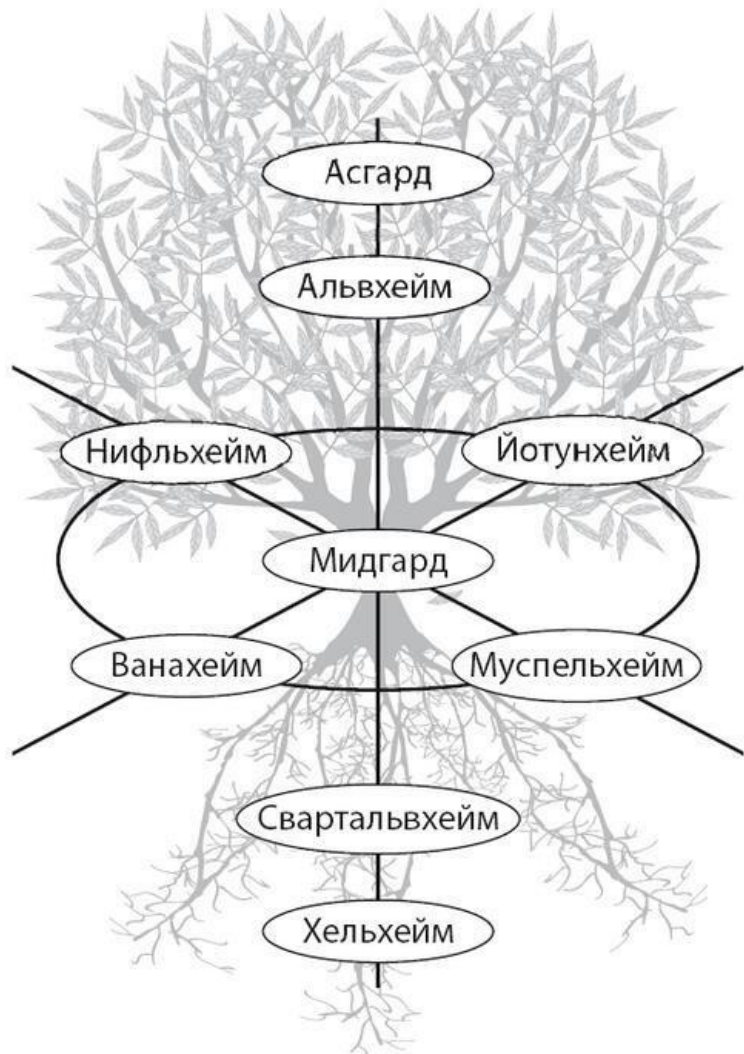 Асгард
Альвхейм
Нифльхейм
Йотунхейм
Мидгард
Ванахейм
Муспельхейм
Свартальвхейм
Хельхейм